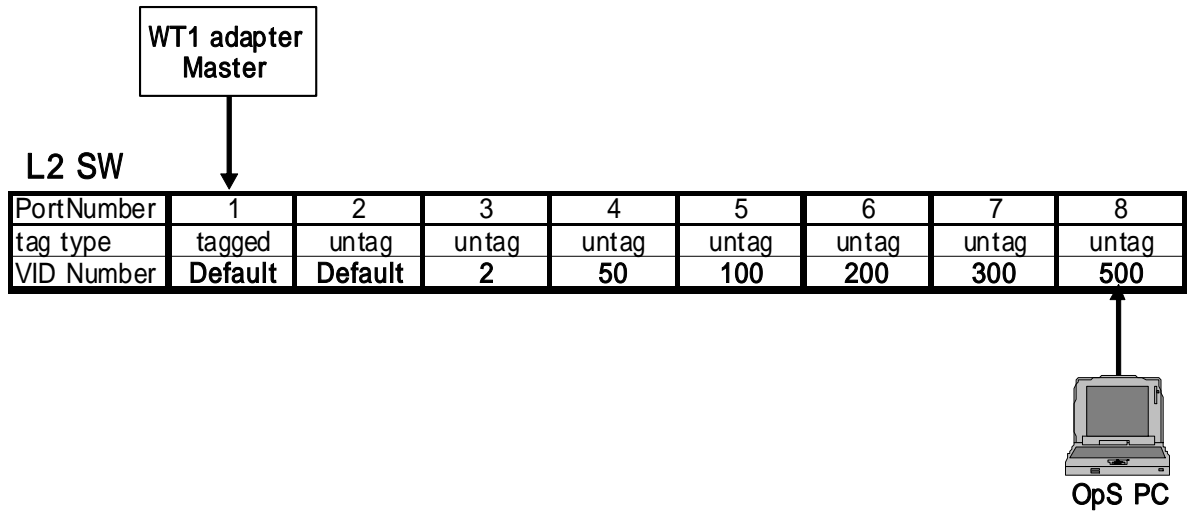 WT1 adapter
Master
L2 SW
PortNumber 1 2 3 4 5 6 7 8
tag type tagged untag untag untag untag untag untag untag
VID Number Default Default 2 50 100 200 300 500
OpS PC